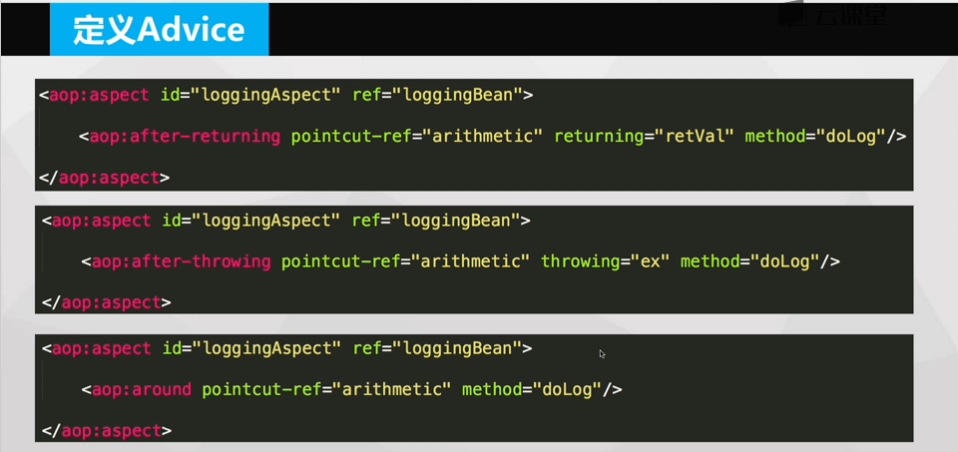 云课堂
定义Advice
<aop:aspect id="loggingAspect" ref="loggingBean">
<aop:after-returning pointcut-ref="arithmetic" returning="retVal" method="doLog"/>
</aop:aspect>
<aop:aspect id="loggingAspect" ref="loggingBean">
<aop:after-throwing pointcut-ref="arithmetic" throwing="ex" method="doLog"/>
</aop:aspect>
<aop:aspect id="loggingAspect" ref="loggingBean">
<aop:around pointcut-ref="arithmetic" method="doLog"/>
</aop:aspect>